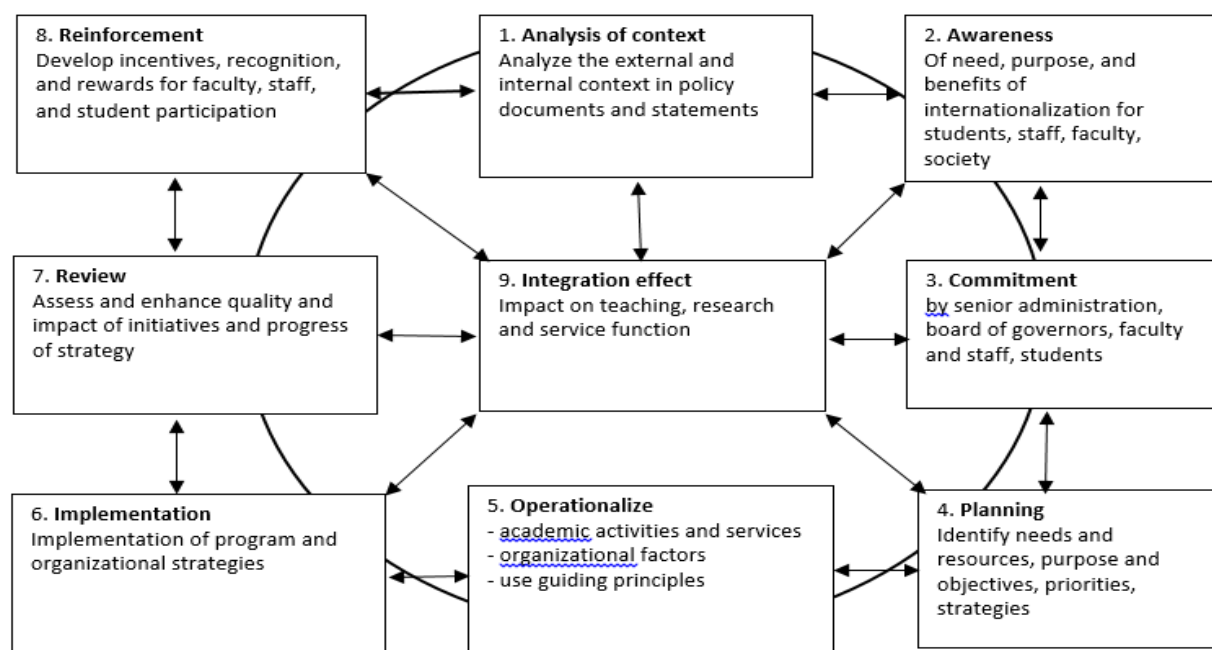 8. Reinforcement
Develop incentives, recognition,
and rewards for faculty, staff,
and student participation
1. Analysis of context
Analyze the external and
internal context in policy
documents and statements
2. Awareness
Of need, purpose, and
benefits of
internationalization for
students, staff, faculty,
society
7. Review
Assess and enhance quality and
impact of initiatives and progress
of strategy
9. Integration effect
Impact on teaching, research
and service function
3. Commitment
by senior administration,
board of governors, faculty
and staff, students
6. Implementation
Implementation of program and
organizational strategies
5. Operationalize
- academic activities and services
- organizational factors
- use guiding principles
4. Planning
Identify needs and
resources, purpose and
objectives, priorities,
strategies